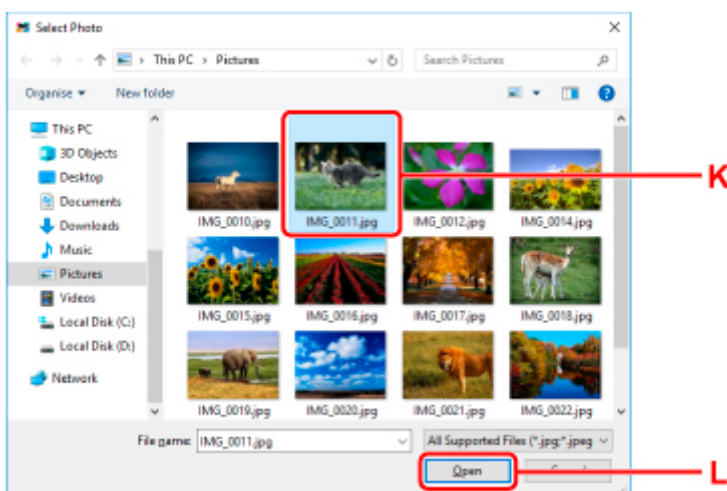 Select Photo
This PC > Pictures
Search Pictures
Organise
New folder
This PC
3D Objects
Desktop
Documents
Downloads
Music
Pictures
Videos
Local Disk (C:)
Local Disk (D:)
Network
IMG_0010.jpg IMG_0011.jpg IMG_0012.jpg IMG_0014.jpg
K
IMG_0015.jpg IMG_0016.jpg IMG_0017.jpg IMG_0018.jpg
IMG_0019.jpg IMG_0020.jpg IMG_0021.jpg IMG_0022.jpg
File name: IMG_0011.jpg All Supported Files (*.jpg;*.jpeg
Open
L